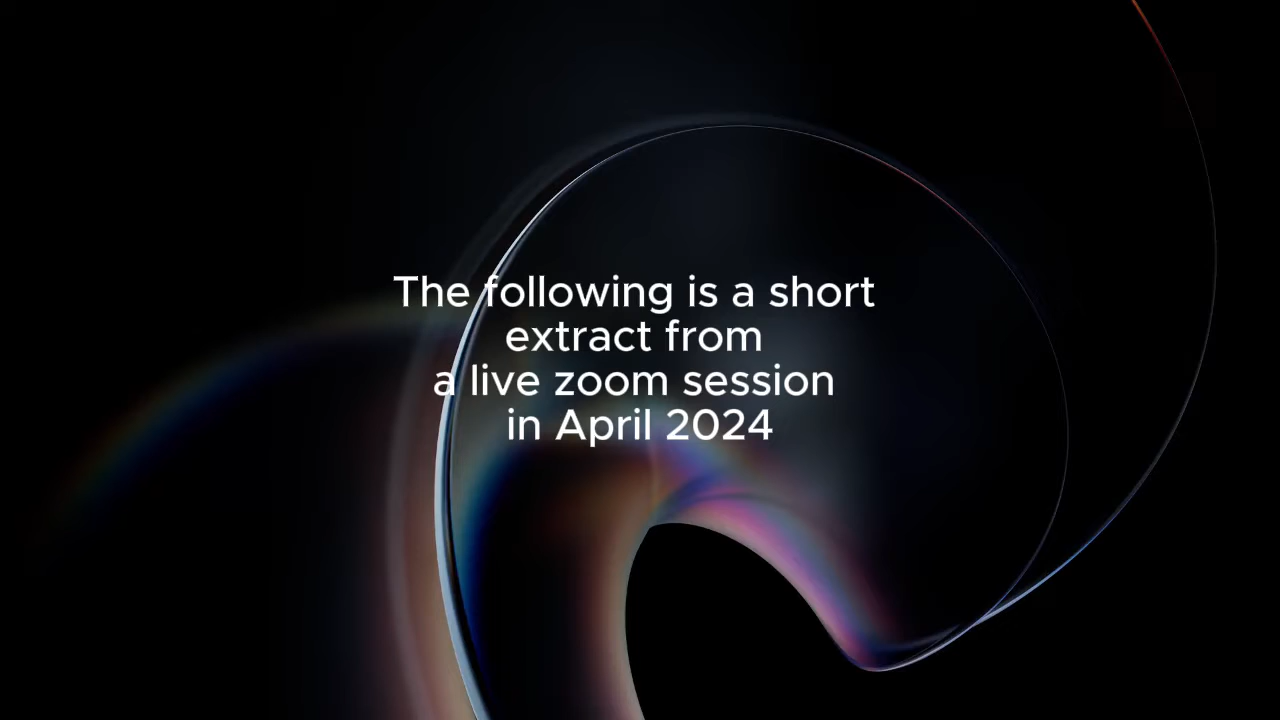 The following is a short
extract from
a live zoom session
in April 2024